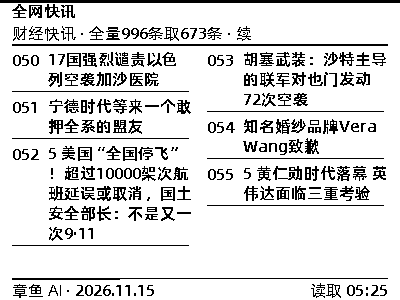 全网快讯
财经快讯 · 全量996条取673条 · 续
050 17国强烈谴责以色
列空袭加沙医院
051 宁德时代等来一个敢
押全系的盟友
052 5 美国“全国停飞”
！超过10000架次航
班延误或取消，国土
安全部长：不是又一
次9·11
053 胡塞武装：沙特主导
的联军对也门发动
72次空袭
054 知名婚纱品牌Vera
Wang致歉
055 5 黄仁勋时代落幕 英
伟达面临三重考验
章鱼 AI · 2026.11.15
读取 05:25